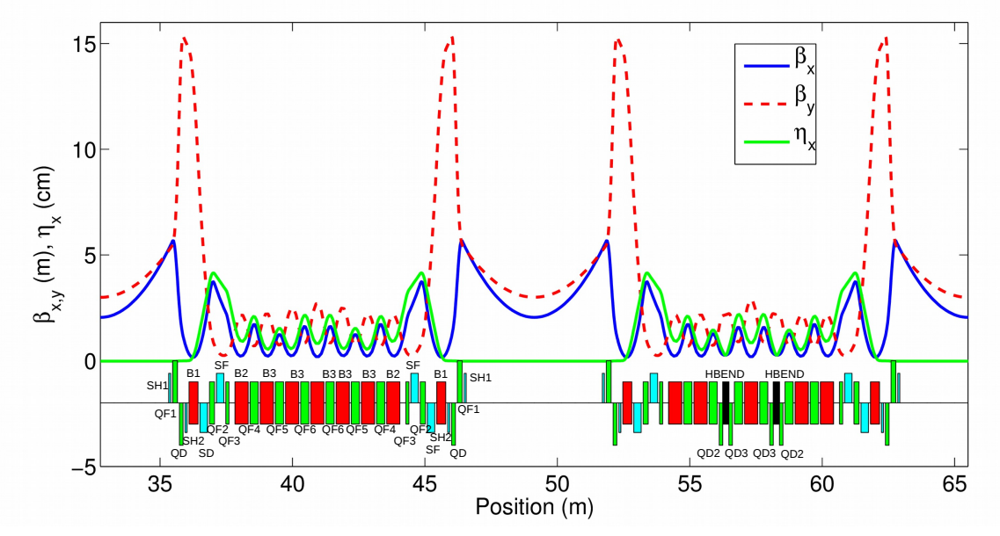 15
10
5
0
−5
β_{x,y} (m), η_x (cm)
β_x
β_y
η_x
SF SF
B1 B2 B3 B3 B3 B3 B3 B2 B1
SH1 SH1
HBEND HBEND
QF1 QF1
QF2 QF4 QF5 QF6 QF6 QF5 QF4 QF2
SH2 QF3 QF3 SH2
QD SD SF QD
QD2 QD3 QD3 QD2
35 40 45 50 55 60 65
Position (m)